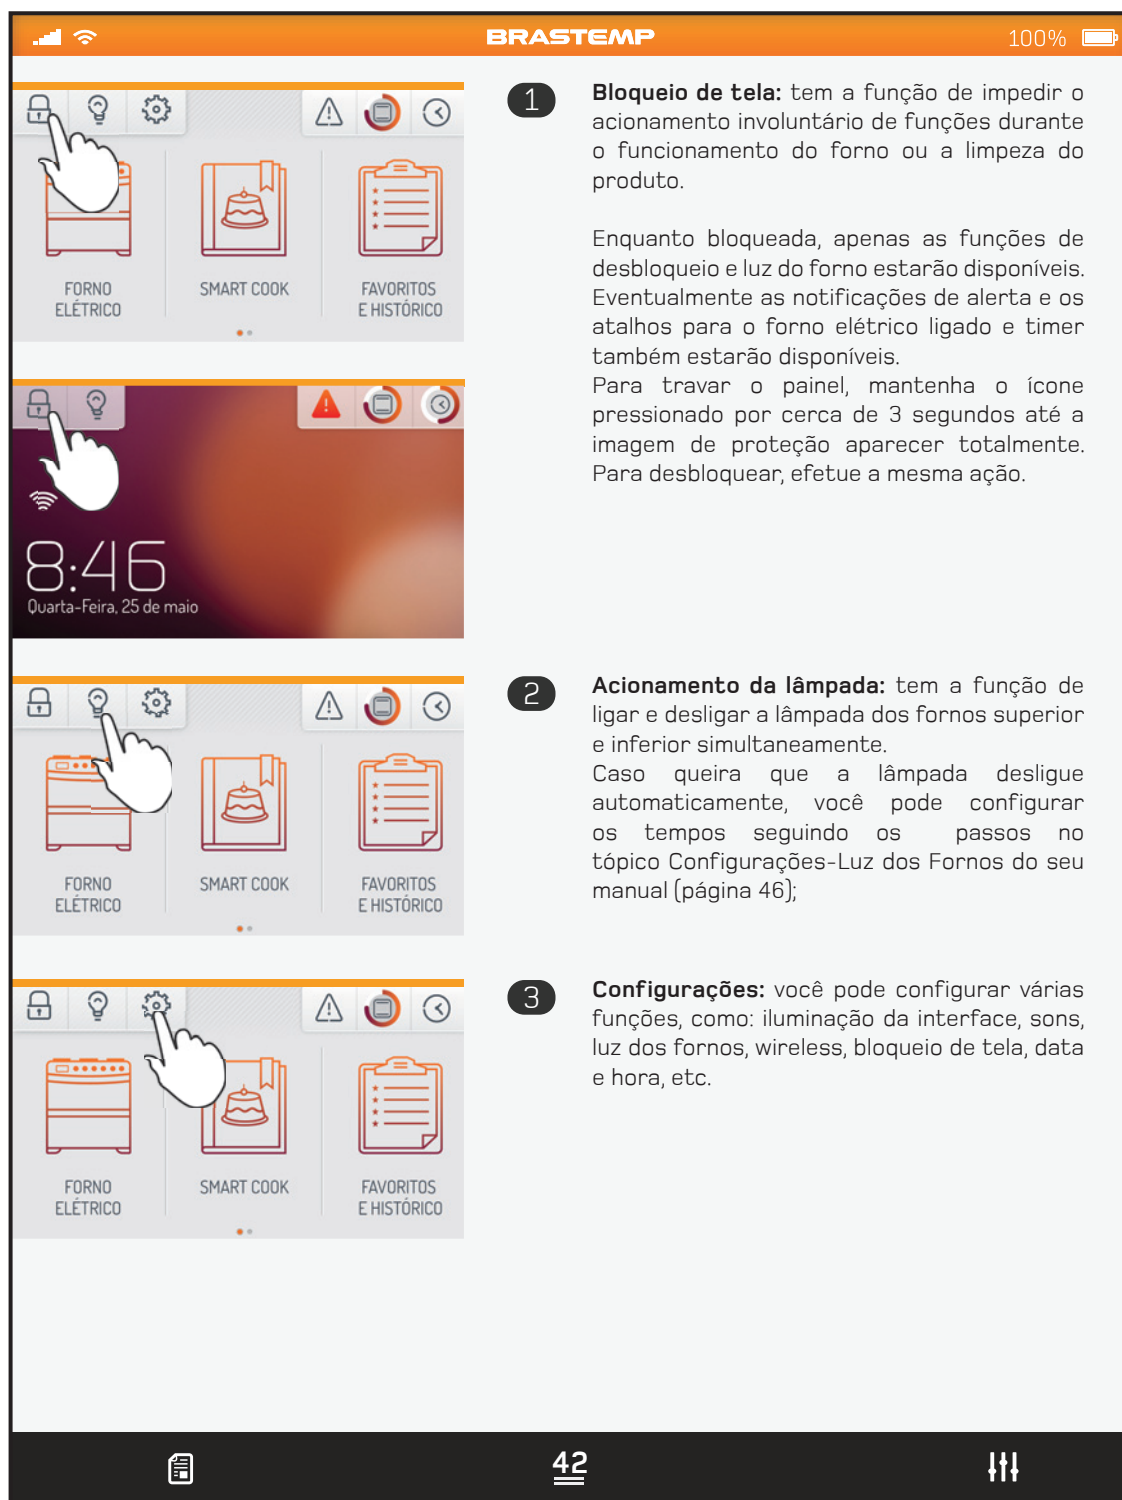 BRASTEMP
100%
FORNO
ELÉTRICO
SMART COOK
FAVORITOS
E HISTÓRICO
1
Bloqueio de tela: tem a função de impedir o
acionamento involuntário de funções durante
o funcionamento do forno ou a limpeza do
produto.
Enquanto bloqueada, apenas as funções de
desbloqueio e luz do forno estarão disponíveis.
Eventualmente as notificações de alerta e os
atalhos para o forno elétrico ligado e timer
também estarão disponíveis.
Para travar o painel, mantenha o ícone
pressionado por cerca de 3 segundos até a
imagem de proteção aparecer totalmente.
Para desbloquear, efetue a mesma ação.
8:46
Quarta-Feira, 25 de maio
FORNO
ELÉTRICO
SMART COOK
FAVORITOS
E HISTÓRICO
2
Acionamento da lâmpada: tem a função de
ligar e desligar a lâmpada dos fornos superior
e inferior simultaneamente.
Caso queira que a lâmpada desligue
automaticamente, você pode configurar
os tempos seguindo os passos no
tópico Configurações-Luz dos Fornos do seu
manual (página 46);
FORNO
ELÉTRICO
SMART COOK
FAVORITOS
E HISTÓRICO
3
Configurações: você pode configurar várias
funções, como: iluminação da interface, sons,
luz dos fornos, wireless, bloqueio de tela, data
e hora, etc.
42